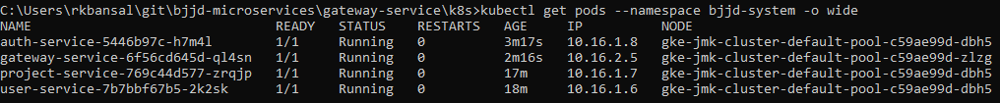 C:\Users\rkbansal\git\bjjd-microservices\gateway-service\k8s>kubectl get pods --namespace bjjd-system -o wide
NAME READY STATUS RESTARTS AGE IP NODE
auth-service-5446b97c-h7m4l 1/1 Running 0 3m17s 10.16.1.8 gke-jmk-cluster-default-pool-c59ae99d-dbh5
gateway-service-6f56cd645d-ql4sn 1/1 Running 0 2m16s 10.16.2.5 gke-jmk-cluster-default-pool-c59ae99d-zlzg
project-service-769c44d577-zrqjp 1/1 Running 0 17m 10.16.1.7 gke-jmk-cluster-default-pool-c59ae99d-dbh5
user-service-7b7bbf67b5-2k2sk 1/1 Running 0 18m 10.16.1.6 gke-jmk-cluster-default-pool-c59ae99d-dbh5